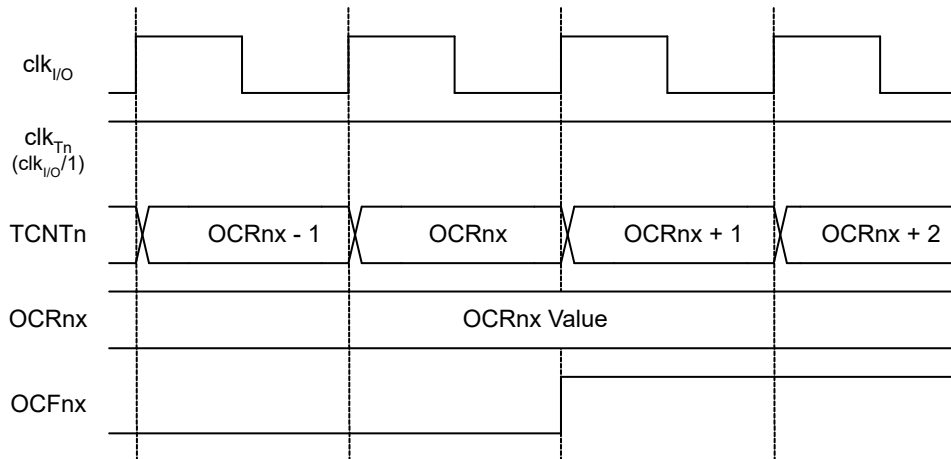 clkI/O
clkTn
(clkI/O/1)
TCNTn OCRnx - 1 OCRnx OCRnx + 1 OCRnx + 2
OCRnx OCRnx Value
OCFnx